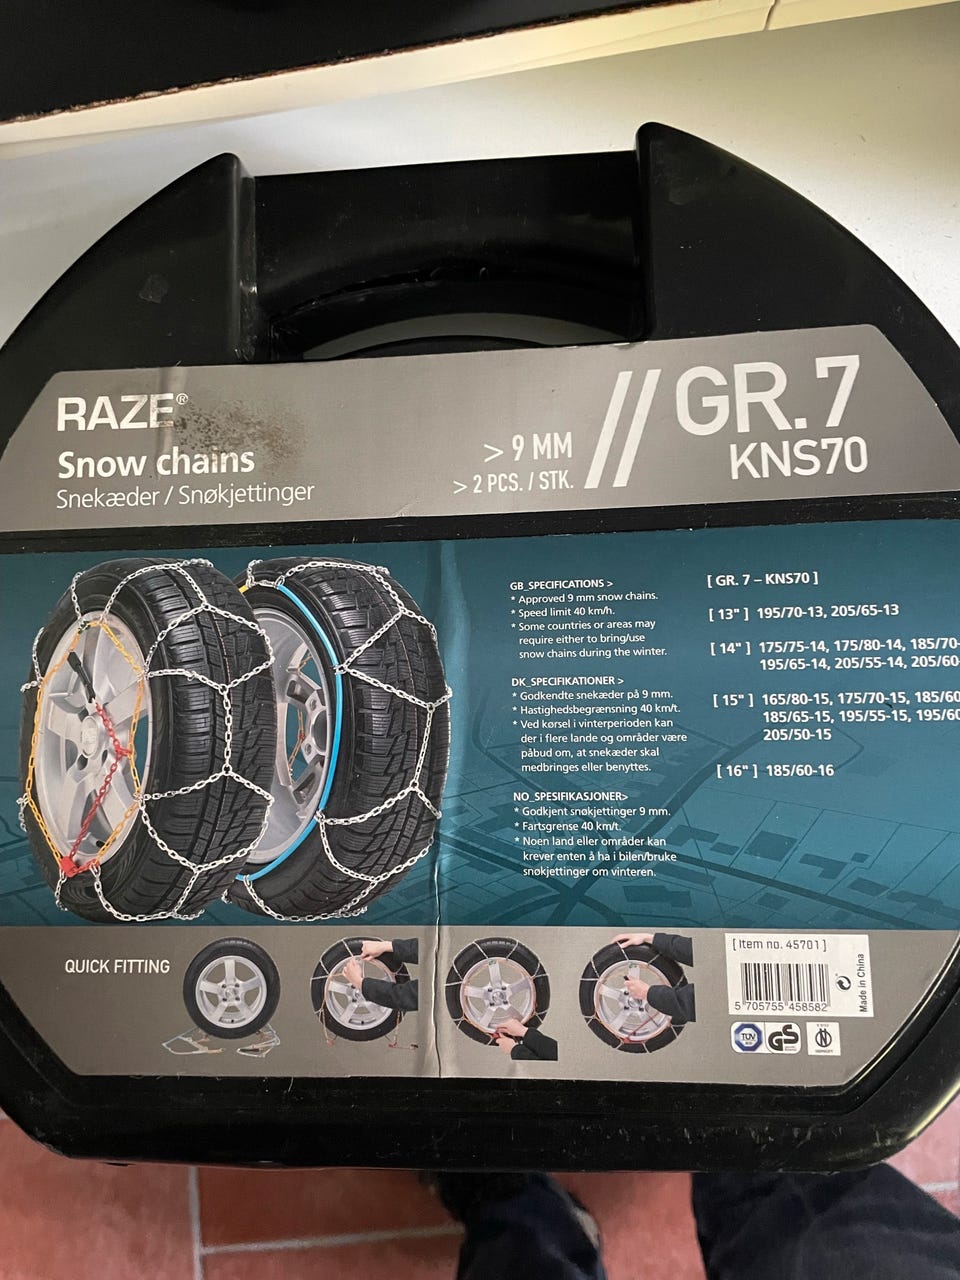 RAZE®
Snow chains
Snekæder / Snøkjettinger
> 9 MM
> 2 PCS. / STK.
// GR. 7
KNS70
GB_SPECIFICATIONS >
* Approved 9 mm snow chains.
* Speed limit 40 km/h.
* Some countries or areas may
require either to bring/use
snow chains during the winter.
DK_SPECIFIKATIONER >
* Godkendte snekæder på 9 mm.
* Hastighedsbegrænsning 40 km/t.
* Ved kørsel i vinterperioden kan
der i flere lande og områder være
påbud om, at snekæder skal
medbringes eller benyttes.
NO_SPESIFIKASJONER>
* Godkjent snøkjettinger 9 mm.
* Fartsgrense 40 km/t.
* Noen land eller områder kan
krever enten å ha i bilen/bruke
snøkjettinger om vinteren.
[ GR. 7 – KNS70 ]
[ 13" ] 195/70-13, 205/65-13
[ 14" ] 175/75-14, 175/80-14, 185/70-
195/65-14, 205/55-14, 205/60-
[ 15" ] 165/80-15, 175/70-15, 185/60
185/65-15, 195/55-15, 195/60
205/50-15
[ 16" ] 185/60-16
QUICK FITTING
[ Item no. 45701 ]
5 705755 458582
Made in China
TÜV
GS